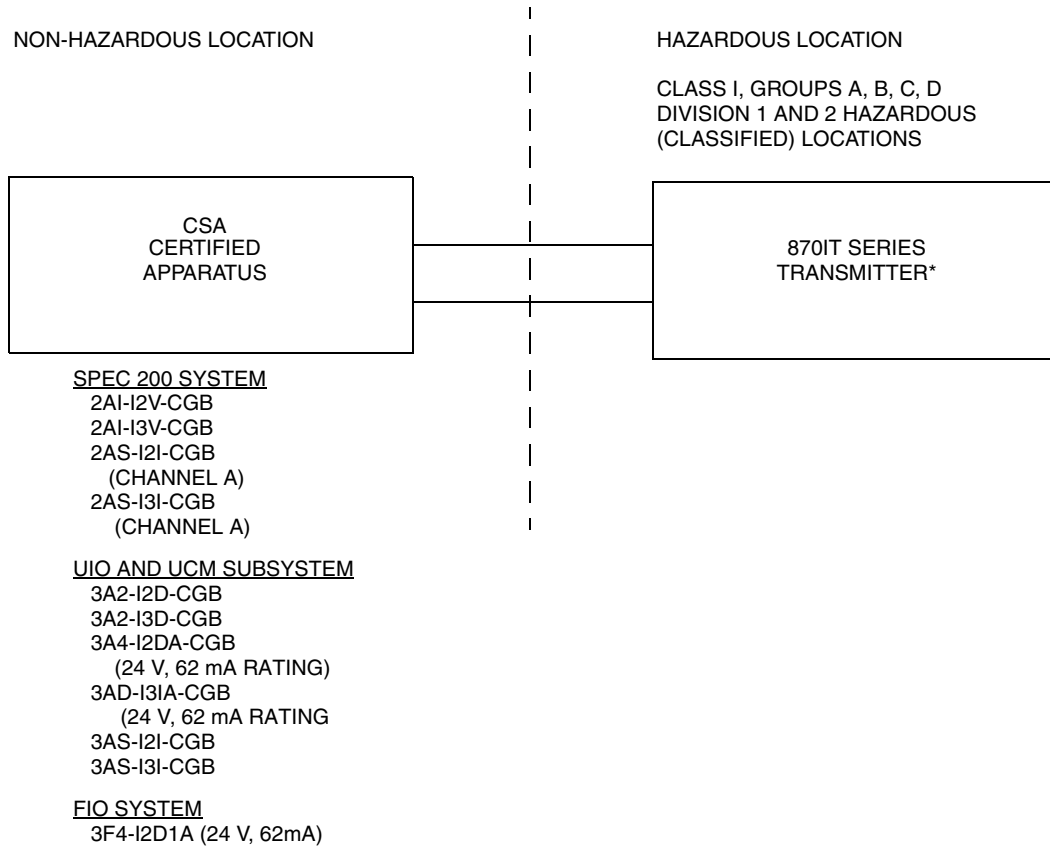 NON-HAZARDOUS LOCATION
HAZARDOUS LOCATION
CLASS I, GROUPS A, B, C, D
DIVISION 1 AND 2 HAZARDOUS
(CLASSIFIED) LOCATIONS
CSA
CERTIFIED
APPARATUS
870IT SERIES
TRANSMITTER*
SPEC 200 SYSTEM
2AI-I2V-CGB
2AI-I3V-CGB
2AS-I2I-CGB
(CHANNEL A)
2AS-I3I-CGB
(CHANNEL A)
UIO AND UCM SUBSYSTEM
3A2-I2D-CGB
3A2-I3D-CGB
3A4-I2DA-CGB
(24 V, 62 mA RATING)
3AD-I3IA-CGB
(24 V, 62 mA RATING
3AS-I2I-CGB
3AS-I3I-CGB
FIO SYSTEM
3F4-I2D1A (24 V, 62mA)